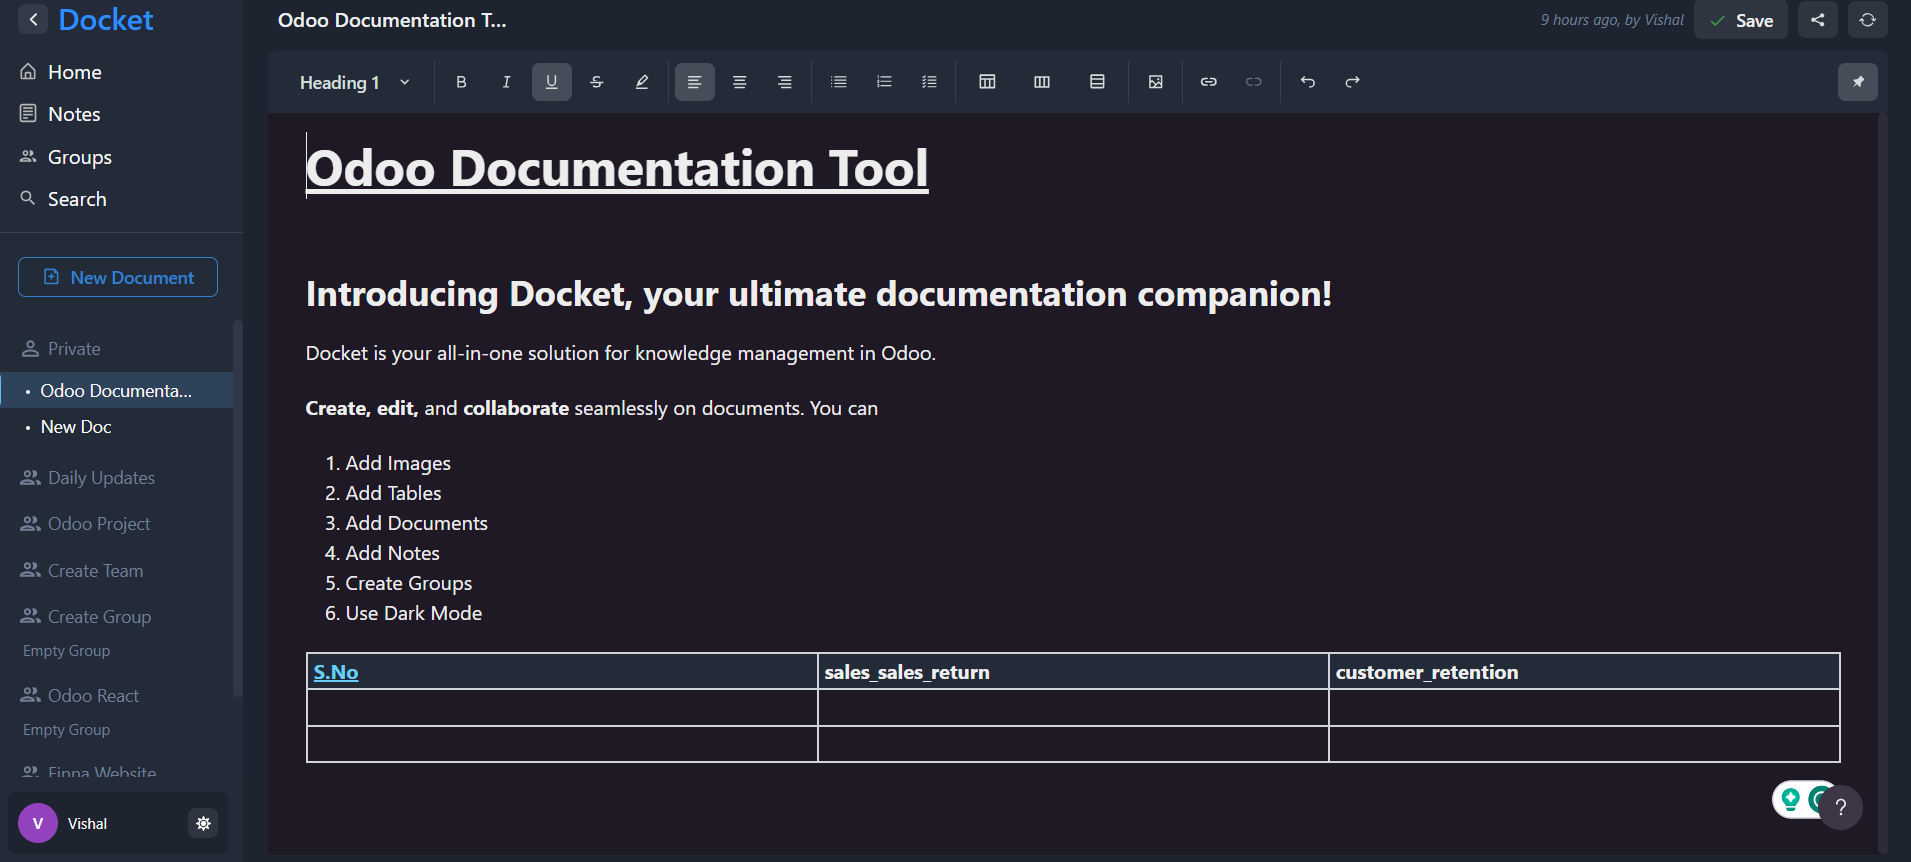 Docket
Home
Notes
Groups
Search
New Document
Private
Odoo Documenta...
New Doc
Daily Updates
Odoo Project
Create Team
Create Group
Empty Group
Odoo React
Empty Group
Finna Website
V Vishal
Odoo Documentation T...
9 hours ago, by Vishal
Save
Heading 1
Odoo Documentation Tool
Introducing Docket, your ultimate documentation companion!
Docket is your all-in-one solution for knowledge management in Odoo.
Create, edit, and collaborate seamlessly on documents. You can
1. Add Images
2. Add Tables
3. Add Documents
4. Add Notes
5. Create Groups
6. Use Dark Mode
S.No sales_sales_return customer_retention
?